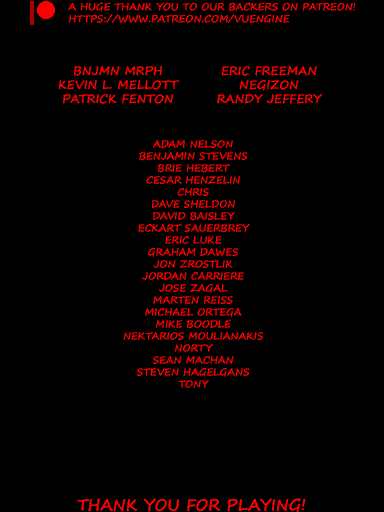 A HUGE THANK YOU TO OUR BACKERS ON PATREON!
HTTPS://WWW.PATREON.COM/VUENGINE
BNJMN MRPH ERIC FREEMAN
KEVIN L. MELLOTT NEGIZON
PATRICK FENTON RANDY JEFFERY
ADAM NELSON
BENJAMIN STEVENS
BRIE HEBERT
CESAR HENZELIN
CHRIS
DAVE SHELDON
DAVID BAISLEY
ECKART SAUERBREY
ERIC LUKE
GRAHAM DAWES
JON ZROSTLIK
JORDAN CARRIERE
JOSE ZAGAL
MARTEN REISS
MICHAEL ORTEGA
MIKE BOODLE
NEKTARIOS MOULIANAKIS
NORTY
SEAN MACHAN
STEVEN HAGELGANS
TONY
THANK YOU FOR PLAYING!